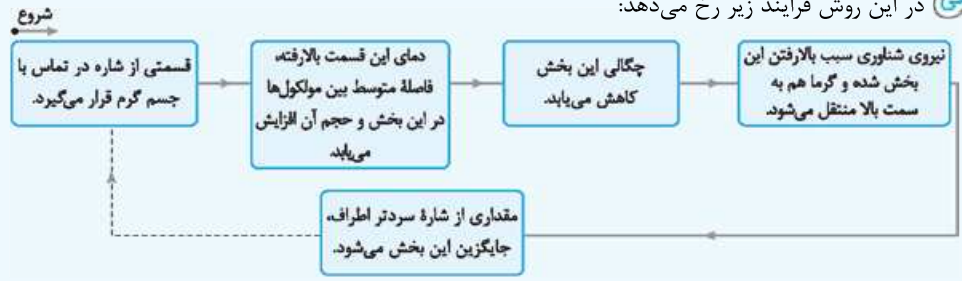 در این روش فرایند زیر رخ می‌دهد:
شروع
قسمتی از شاره در تماس با
جسم گرم قرار می‌گیرد.
دمای این قسمت بالارفته،
فاصلهٔ متوسط بین مولکول‌ها
در این بخش و حجم آن افزایش
می‌یابد.
چگالی این بخش
کاهش می‌یابد.
نیروی شناوری سبب بالارفتن این
بخش شده و گرما هم به
سمت بالا منتقل می‌شود.
مقداری از شارهٔ سردتر اطراف،
جایگزین این بخش می‌شود.